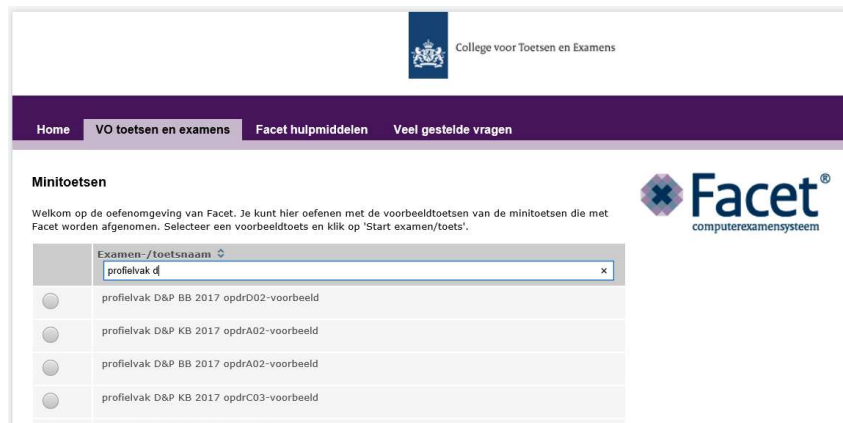 College voor Toetsen en Examens
Home VO toetsen en examens Facet hulpmiddelen Veel gestelde vragen
Minitoetsen
Facet®
computerexamensysteem
Welkom op de oefenomgeving van Facet. Je kunt hier oefenen met de voorbeeldtoetsen van de minitoetsen die met
Facet worden afgenomen. Selecteer een voorbeeldtoets en klik op 'Start examen/toets'.
Examen-/toetsnaam
profielvak d
profielvak D&P BB 2017 opdrD02-voorbeeld
profielvak D&P KB 2017 opdrA02-voorbeeld
profielvak D&P BB 2017 opdrA02-voorbeeld
profielvak D&P KB 2017 opdrC03-voorbeeld